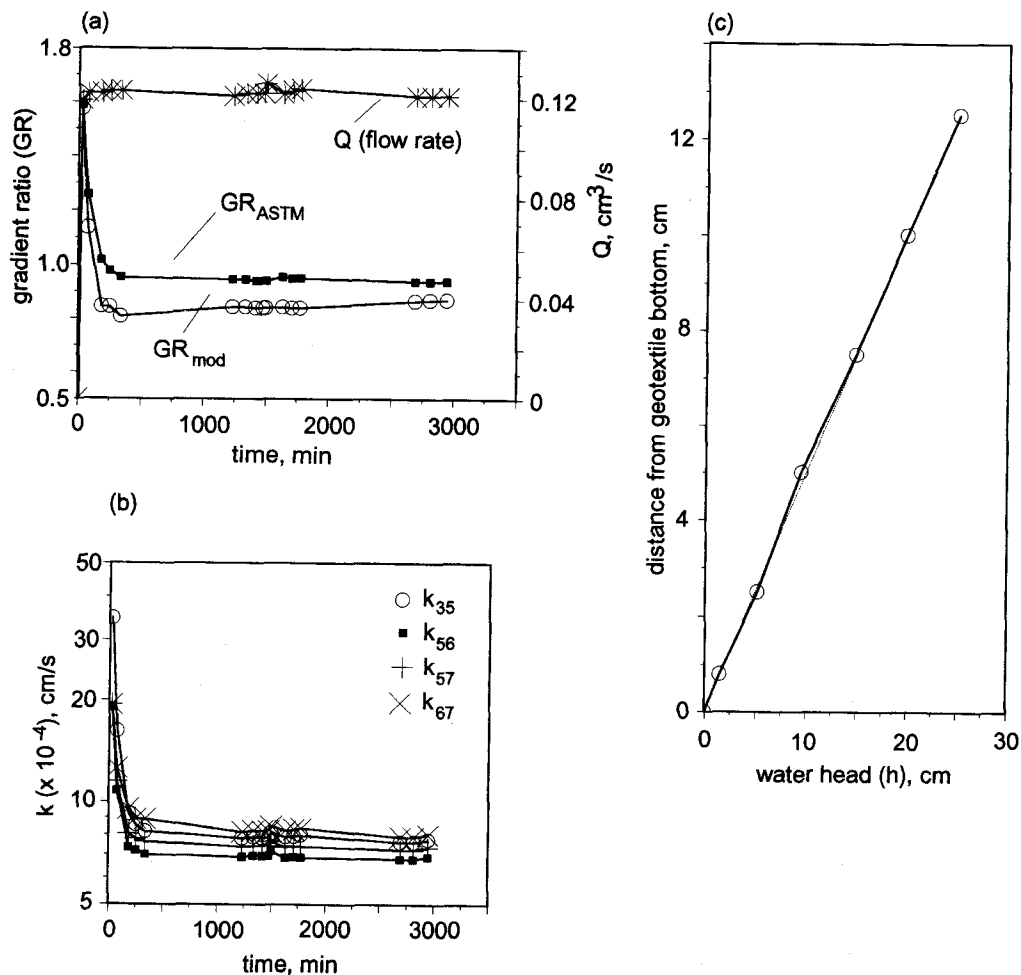 (a)
1.8
1.0
0.5
gradient ratio (GR)
0.12
0.08
0.04
0
Q, cm³/s
Q (flow rate)
GR_ASTM
GR_mod
0
1000
2000
3000
time, min
(b)
50
30
20
10
5
k (x 10⁻⁴), cm/s
k₃₅
k₅₆
k₅₇
k₆₇
0
1000
2000
3000
time, min
(c)
12
8
4
0
distance from geotextile bottom, cm
0
10
20
30
water head (h), cm